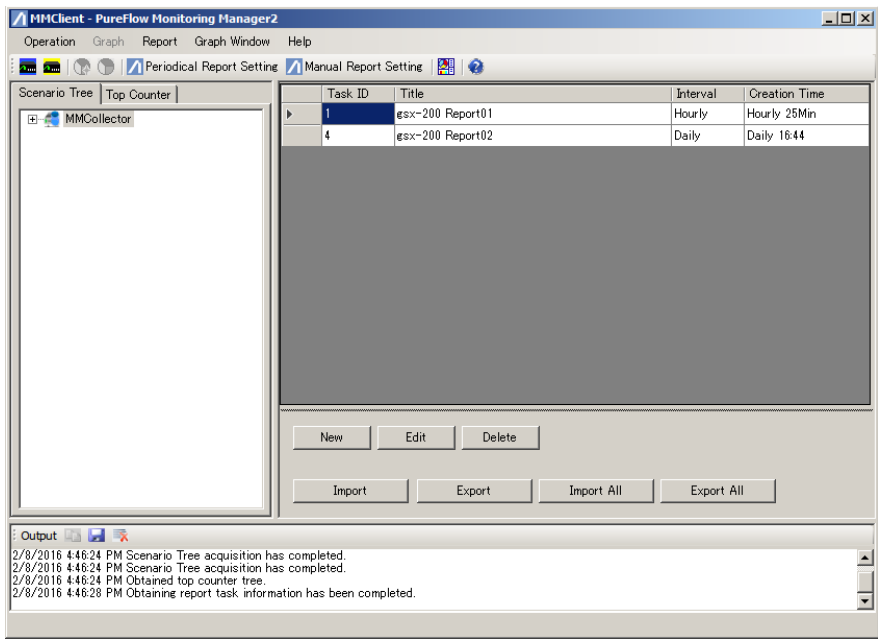 MMClient - PureFlow Monitoring Manager2
Operation Graph Report Graph Window Help
Periodical Report Setting Manual Report Setting
Scenario Tree Top Counter
MMCollector
Task ID Title Interval Creation Time
1 gsx-200 Report01 Hourly Hourly 25Min
4 gsx-200 Report02 Daily Daily 16:44
New Edit Delete
Import Export Import All Export All
Output
2/8/2016 4:46:24 PM Scenario Tree acquisition has completed.
2/8/2016 4:46:24 PM Scenario Tree acquisition has completed.
2/8/2016 4:46:24 PM Obtained top counter tree.
2/8/2016 4:46:28 PM Obtaining report task information has been completed.